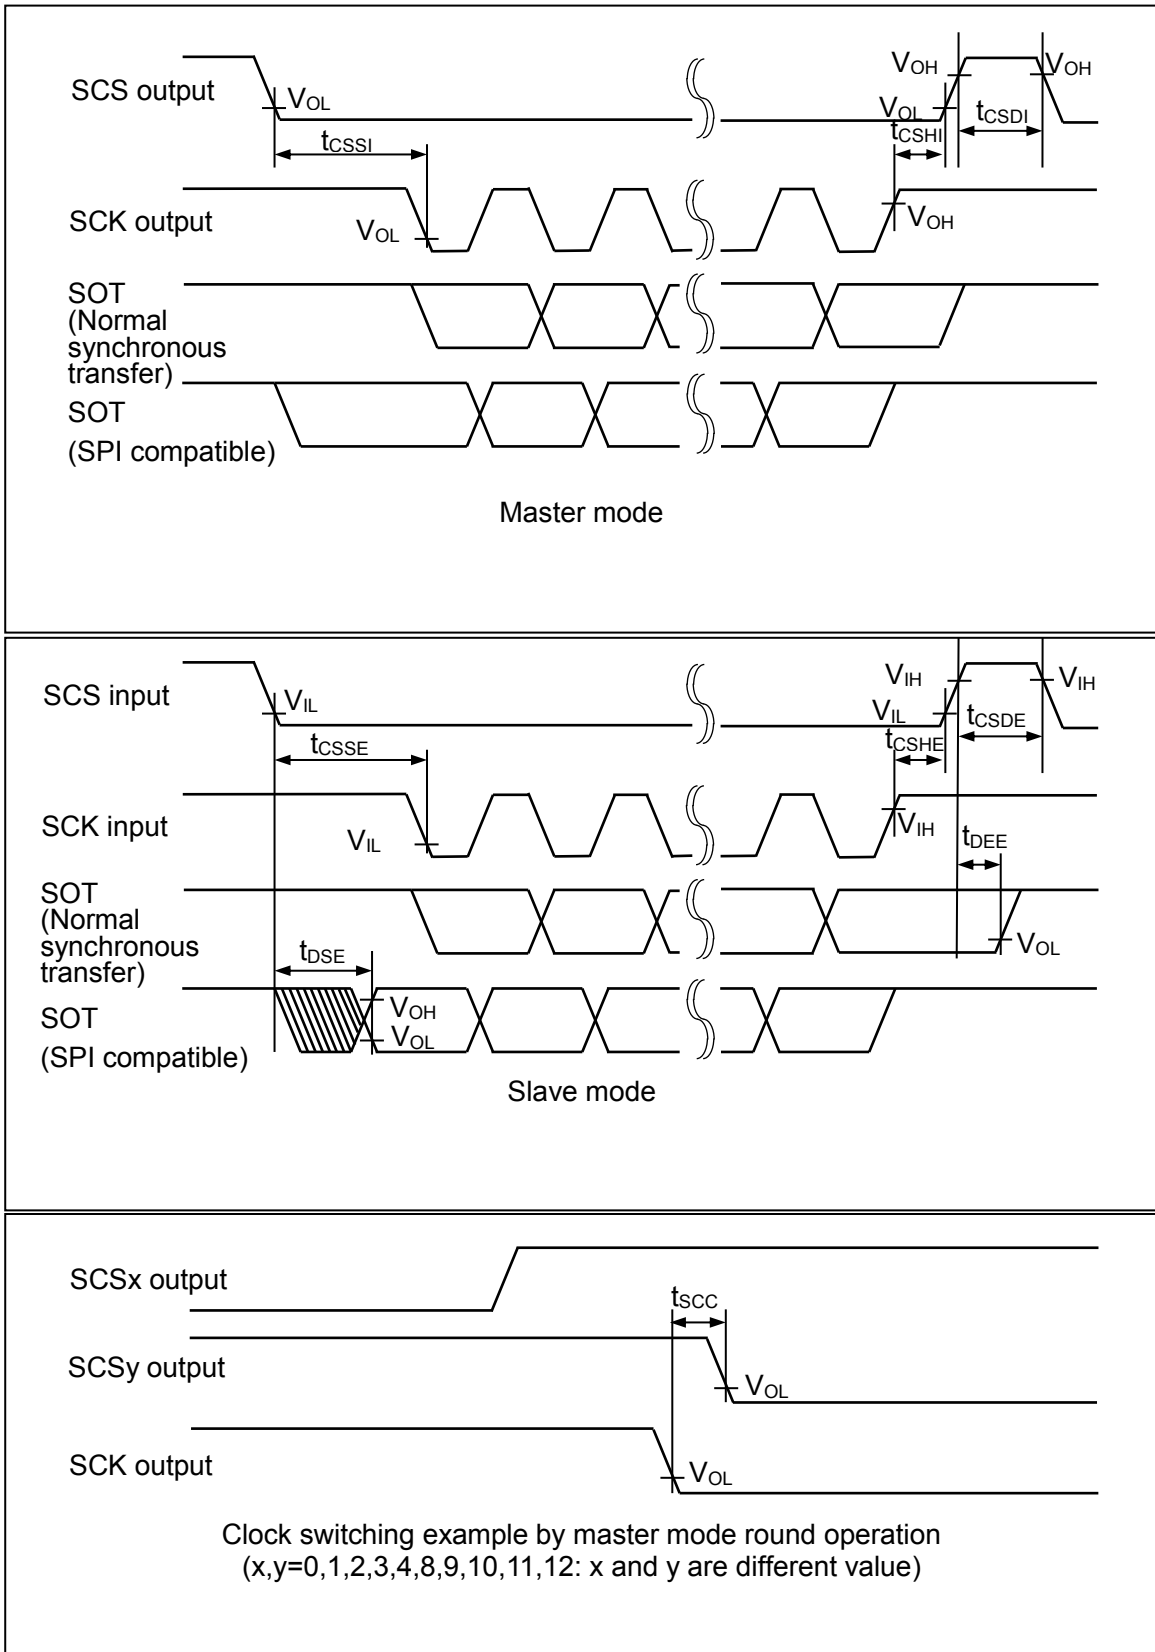 SCS output
VOL
VOH
VOH
VOL
tCSSI
tCSHI
tCSDI
SCK output
VOL
VOH
SOT
(Normal
synchronous
transfer)
SOT
(SPI compatible)
Master mode
SCS input
VIL
VIH
VIH
VIL
tCSSE
tCSHE
tCSDE
SCK input
VIL
VIH
tDEE
SOT
(Normal
synchronous
transfer)
tDSE
VOL
SOT
(SPI compatible)
VOH
VOL
Slave mode
SCSx output
tSCC
SCSy output
VOL
SCK output
VOL
Clock switching example by master mode round operation
(x,y=0,1,2,3,4,8,9,10,11,12: x and y are different value)